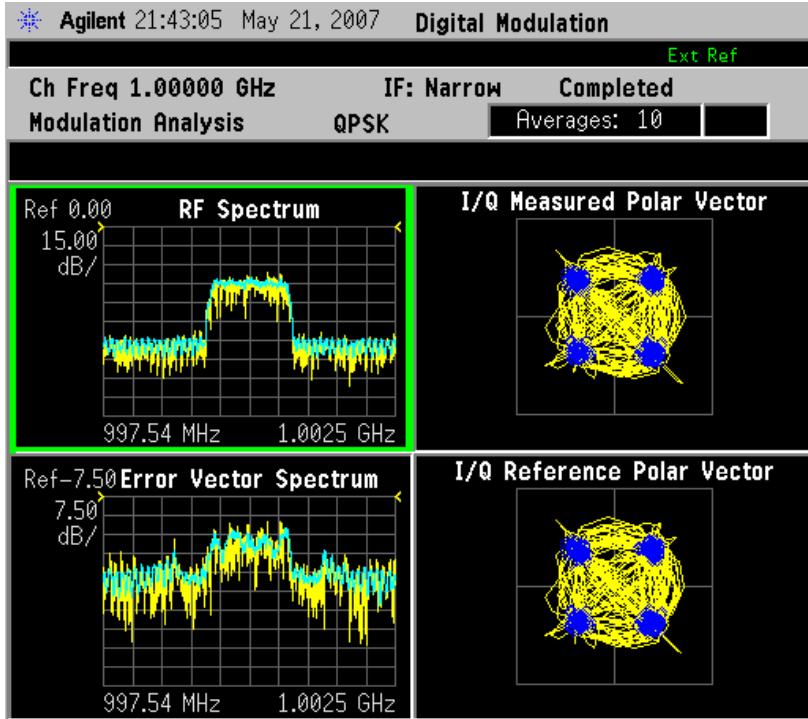 Agilent 21:43:05 May 21, 2007 Digital Modulation
Ext Ref
Ch Freq 1.00000 GHz IF: Narrow Completed
Modulation Analysis QPSK Averages: 10
Ref 0.00 RF Spectrum
15.00
dB/
997.54 MHz 1.0025 GHz
I/Q Measured Polar Vector
Ref-7.50 Error Vector Spectrum
7.50
dB/
997.54 MHz 1.0025 GHz
I/Q Reference Polar Vector